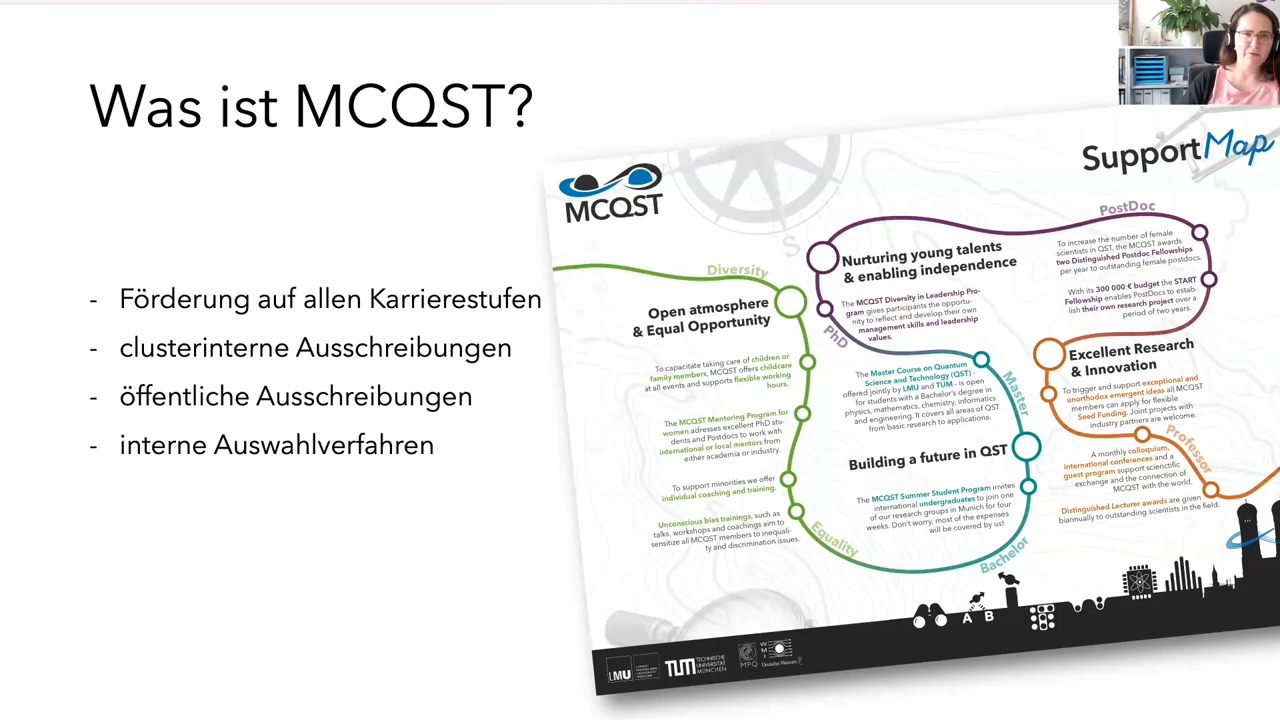 Was ist MCQST?
- Förderung auf allen Karrierestufen
- clusterinterne Ausschreibungen
- öffentliche Ausschreibungen
- interne Auswahlverfahren
MCQST
SupportMap
Diversity
Open atmosphere
& Equal Opportunity
To capacitate taking care of children or
family members, MCQST offers childcare
at all events and supports flexible working
hours.
The MCQST Mentoring Program for
women adresses excellent PhD stu-
dents and Postdocs to work with
international or local mentors from
either academia or industry.
To support minorities we offer
individual coaching and training.
Unconscious bias trainings, such as
talks, workshops and coachings aim to
sensitize all MCQST members to inequali-
ty and discrimination issues.
Equality
Nurturing young talents
& enabling independence
The MCQST Diversity in Leadership Pro-
gram gives participants the opportu-
nity to reflect and develop their own
management skills and leadership
values.
PhD
The Master Course on Quantum
Science and Technology (QST) -
offered jointly by LMU and TUM - is open
for students with a Bachelor's degree in
physics, mathematics, chemistry, informatics
and engineering. It covers all areas of QST
from basic research to applications.
Master
Building a future in QST
The MCQST Summer Student Program invites
international undergraduates to join one
of our research groups in Munich for four
weeks. Don't worry, most of the expenses
will be covered by us!
Bachelor
PostDoc
To increase the number of female
scientists in QST, the MCQST awards
two Distinguished Postdoc Fellowships
per year to outstanding female postdocs.
With its 300 000 € budget the START
Fellowship enables PostDocs to estab-
lish their own research project over a
period of two years.
Excellent Research
& Innovation
To trigger and support exceptional and
unorthodox emergent ideas all MCQST
members can apply for flexible
Seed Funding. Joint projects with
industry partners are welcome.
Professor
A monthly colloquium,
international conferences and a
guest program support scienctific
exchange and the connection of
MCQST with the world.
Distinguished Lecturer awards are given
biannually to outstanding scientists in the field.
S
A B
LMU
TUM TECHNISCHE
UNIVERSITÄT
MÜNCHEN
MPQ
W M I
Deutsches Museum